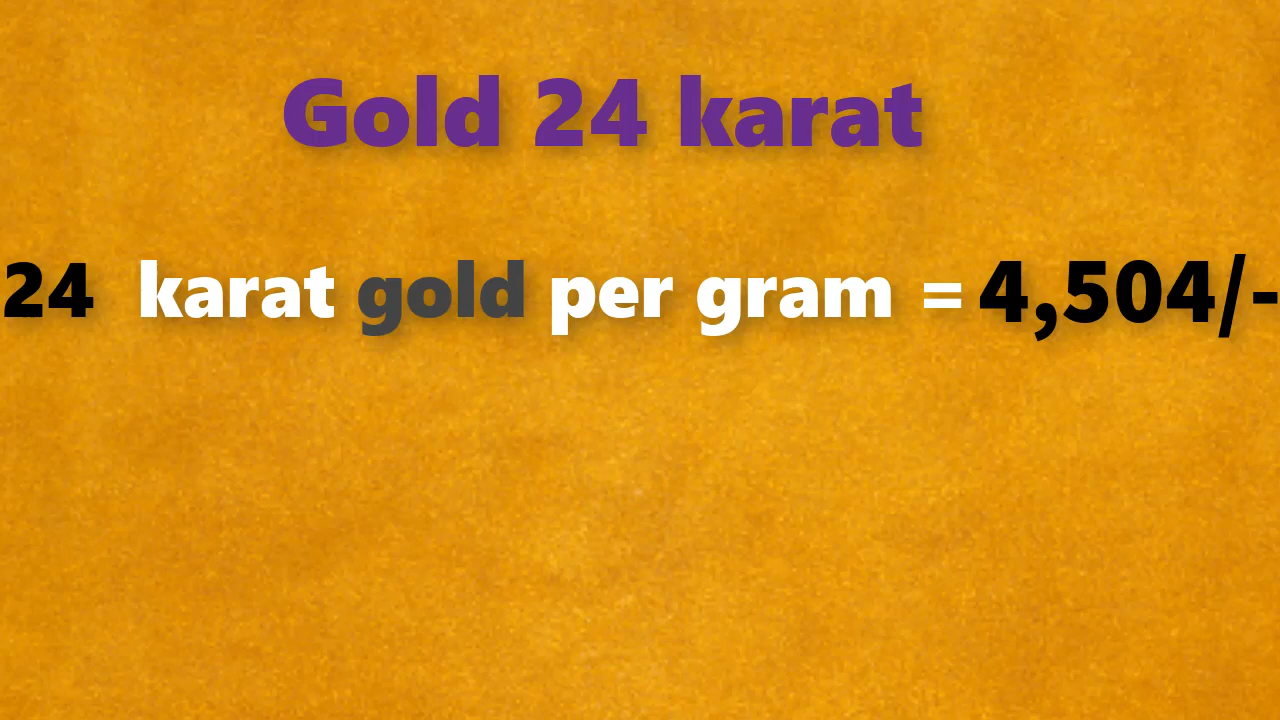 Gold 24 karat
24 karat gold per gram = 4,504/-